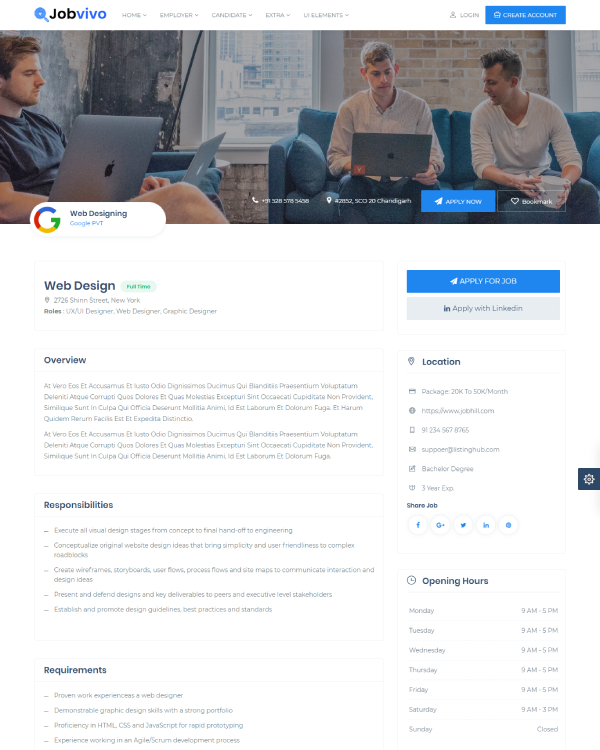 Jobvivo
HOME EMPLOYER CANDIDATE EXTRA UI ELEMENTS LOGIN CREATE ACCOUNT
+91 528 578 5458 #2852, SCO 20 Chandigarh APPLY NOW Bookmark
Web Designing
Google PVT
Web Design Full Time
2726 Shinn Street, New York
Roles : UX/UI Designer, Web Designer, Graphic Designer
APPLY FOR JOB
in Apply with Linkedin
Overview
At Vero Eos Et Accusamus Et Iusto Odio Dignissimos Ducimus Qui Blanditiis Praesentium Voluptatum
Deleniti Atque Corrupti Quos Dolores Et Quas Molestias Excepturi Sint Occaecati Cupiditate Non Provident,
Similique Sunt In Culpa Qui Officia Deserunt Mollitia Animi, Id Est Laborum Et Dolorum Fuga. Et Harum
Quidem Rerum Facilis Est Et Expedita Distinctio.
At Vero Eos Et Accusamus Et Iusto Odio Dignissimos Ducimus Qui Blanditiis Praesentium Voluptatum
Deleniti Atque Corrupti Quos Dolores Et Quas Molestias Excepturi Sint Occaecati Cupiditate Non Provident,
Similique Sunt In Culpa Qui Officia Deserunt Mollitia Animi, Id Est Laborum Et Dolorum Fuga.
Responsibilities
– Execute all visual design stages from concept to final hand-off to engineering
– Conceptualize original website design ideas that bring simplicity and user friendliness to complex
roadblocks
– Create wireframes, storyboards, user flows, process flows and site maps to communicate interaction and
design ideas
– Present and defend designs and key deliverables to peers and executive level stakeholders
– Establish and promote design guidelines, best practices and standards
Requirements
– Proven work experienceas a web designer
– Demonstrable graphic design skills with a strong portfolio
– Proficiency in HTML, CSS and JavaScript for rapid prototyping
– Experience working in an Agile/Scrum development process
Location
Package: 20K To 50K/Month
https://www.jobhill.com
91 234 567 8765
suppoer@listinghub.com
Bachelor Degree
3 Year Exp.
Share Job
f G+ in
Opening Hours
Monday 9 AM - 5 PM
Tuesday 9 AM - 5 PM
Wednesday 9 AM - 5 PM
Thursday 9 AM - 5 PM
Friday 9 AM - 5 PM
Saturday 9 AM - 3 PM
Sunday Closed